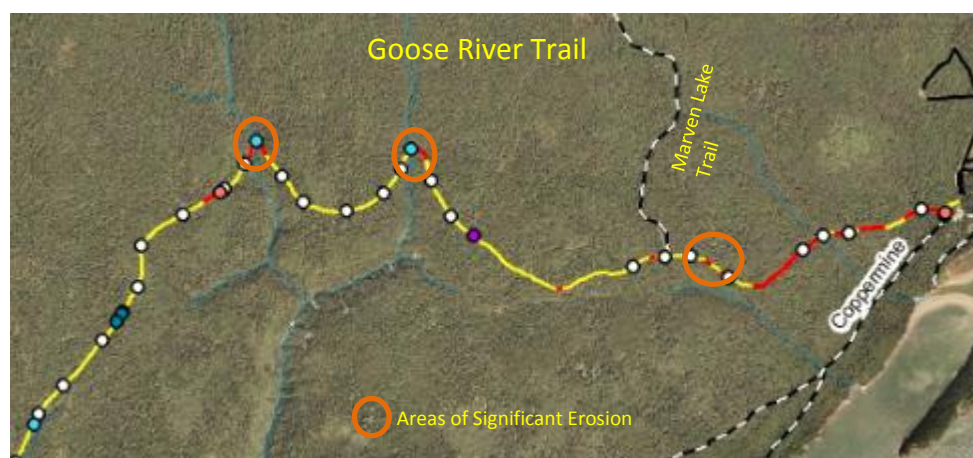 Goose River Trail
Marven Lake
Trail
Coppermine
Areas of Significant Erosion